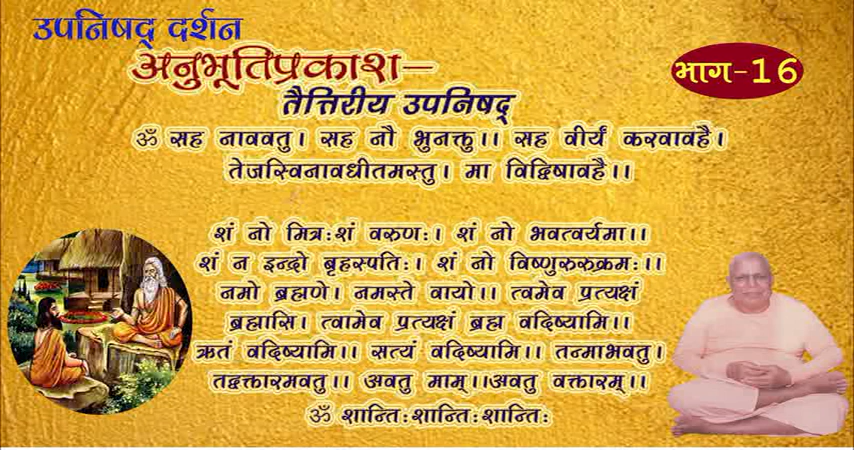 उपनिषद् दर्शन
अनुभूतिप्रकाश–
भाग-16
तैत्तिरीय उपनिषद्
ॐ सह नाववतु। सह नौ भुनक्तु।। सह वीर्यं करवावहै।
तेजस्विनावधीतमस्तु। मा विद्विषावहै।।
शं नो मित्र:शं वरुण:। शं नो भवत्वर्यमा।।
शं न इन्द्रो बृहस्पति:। शं नो विष्णुरुरुक्रम:।।
नमो ब्रह्मणे। नमस्ते वायो।। त्वमेव प्रत्यक्षं
ब्रह्मासि। त्वामेव प्रत्यक्षं ब्रह्म वदिष्यामि।।
ऋतं वदिष्यामि।। सत्यं वदिष्यामि।। तन्माभवतु।
तद्वक्तारमवतु।। अवतु माम्।।अवतु वक्तारम्।।
ॐ शान्ति:शान्ति:शान्ति: